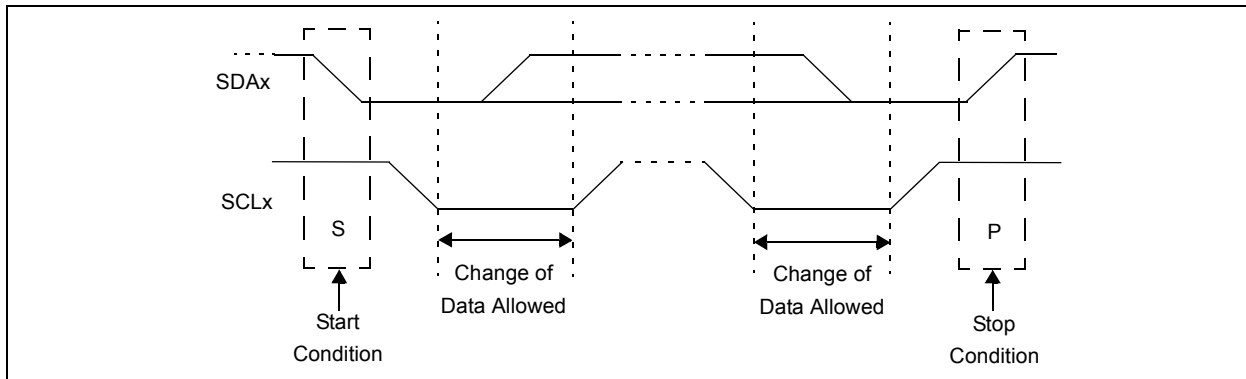 SDAx
SCLx
S
P
Change of
Data Allowed
Change of
Data Allowed
Start
Condition
Stop
Condition